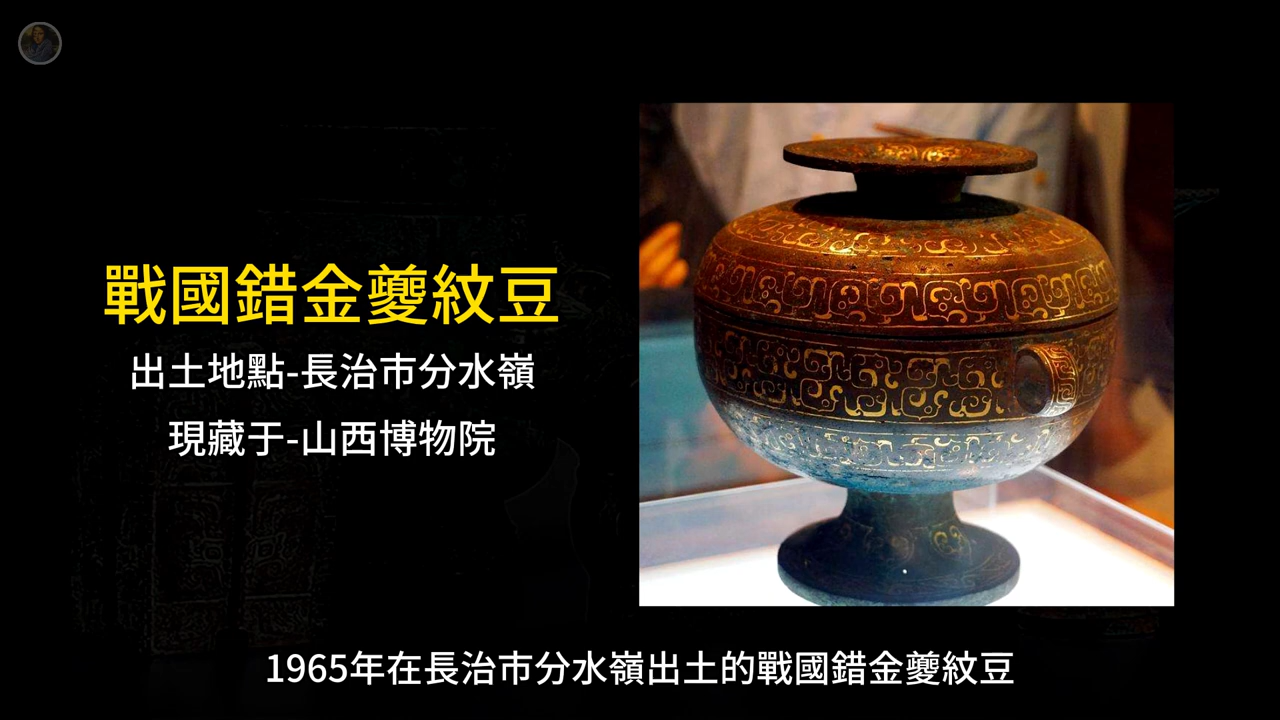 戰國錯金夔紋豆
出土地點-長治市分水嶺
現藏于-山西博物院
1965年在長治市分水嶺出土的戰國錯金夔紋豆